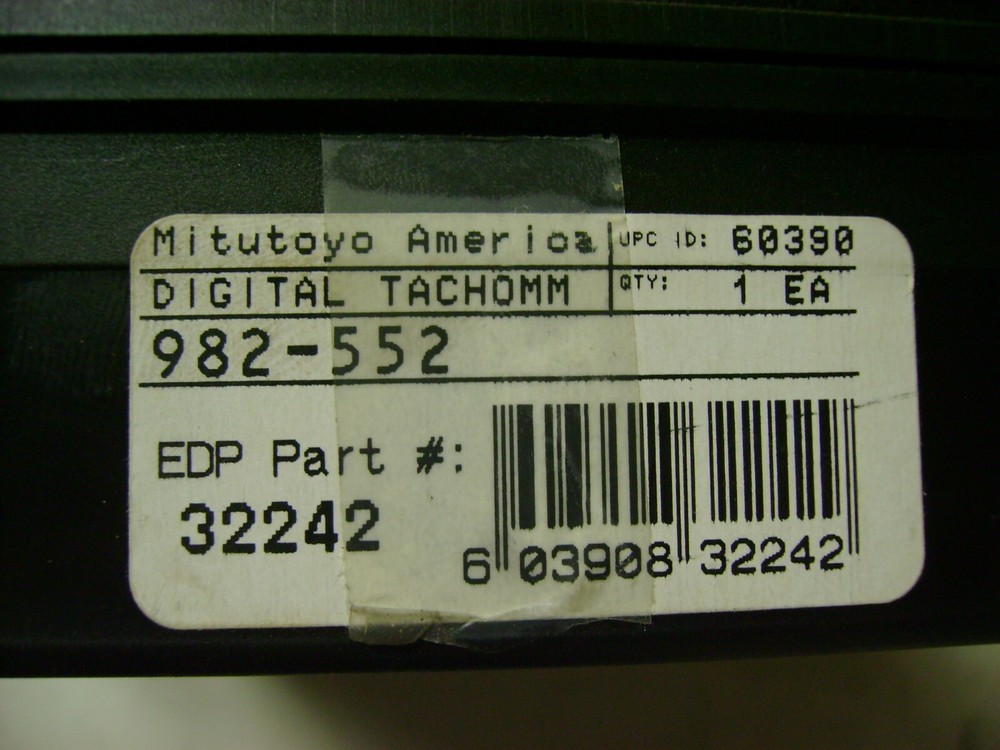 Mitutoyo America UPC ID: 60390
DIGITAL TACHOMM QTY: 1 EA
982-552
EDP Part #:
32242
6 03908 32242